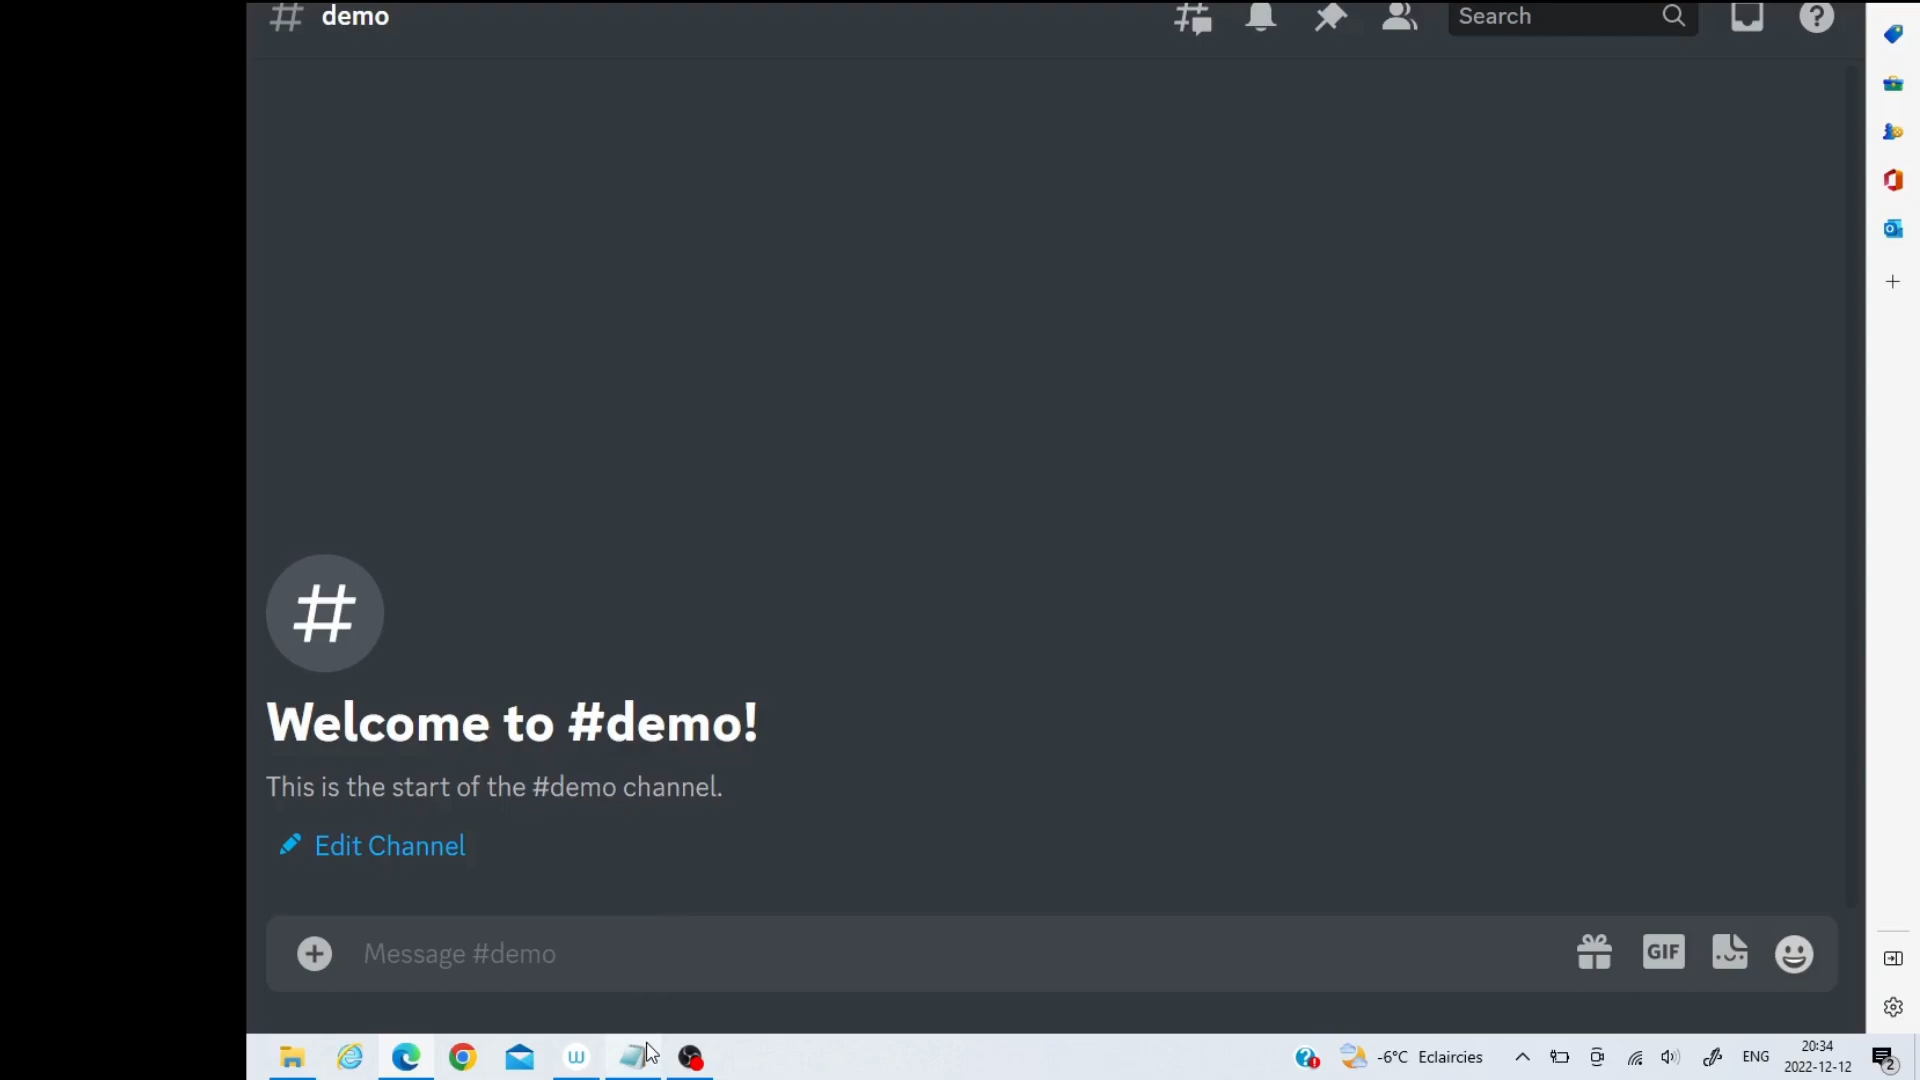 demo
Search
Welcome to #demo!
This is the start of the #demo channel.
Edit Channel
Message #demo
GIF
-6°C Eclaircies
ENG
20:34
2022-12-12
2